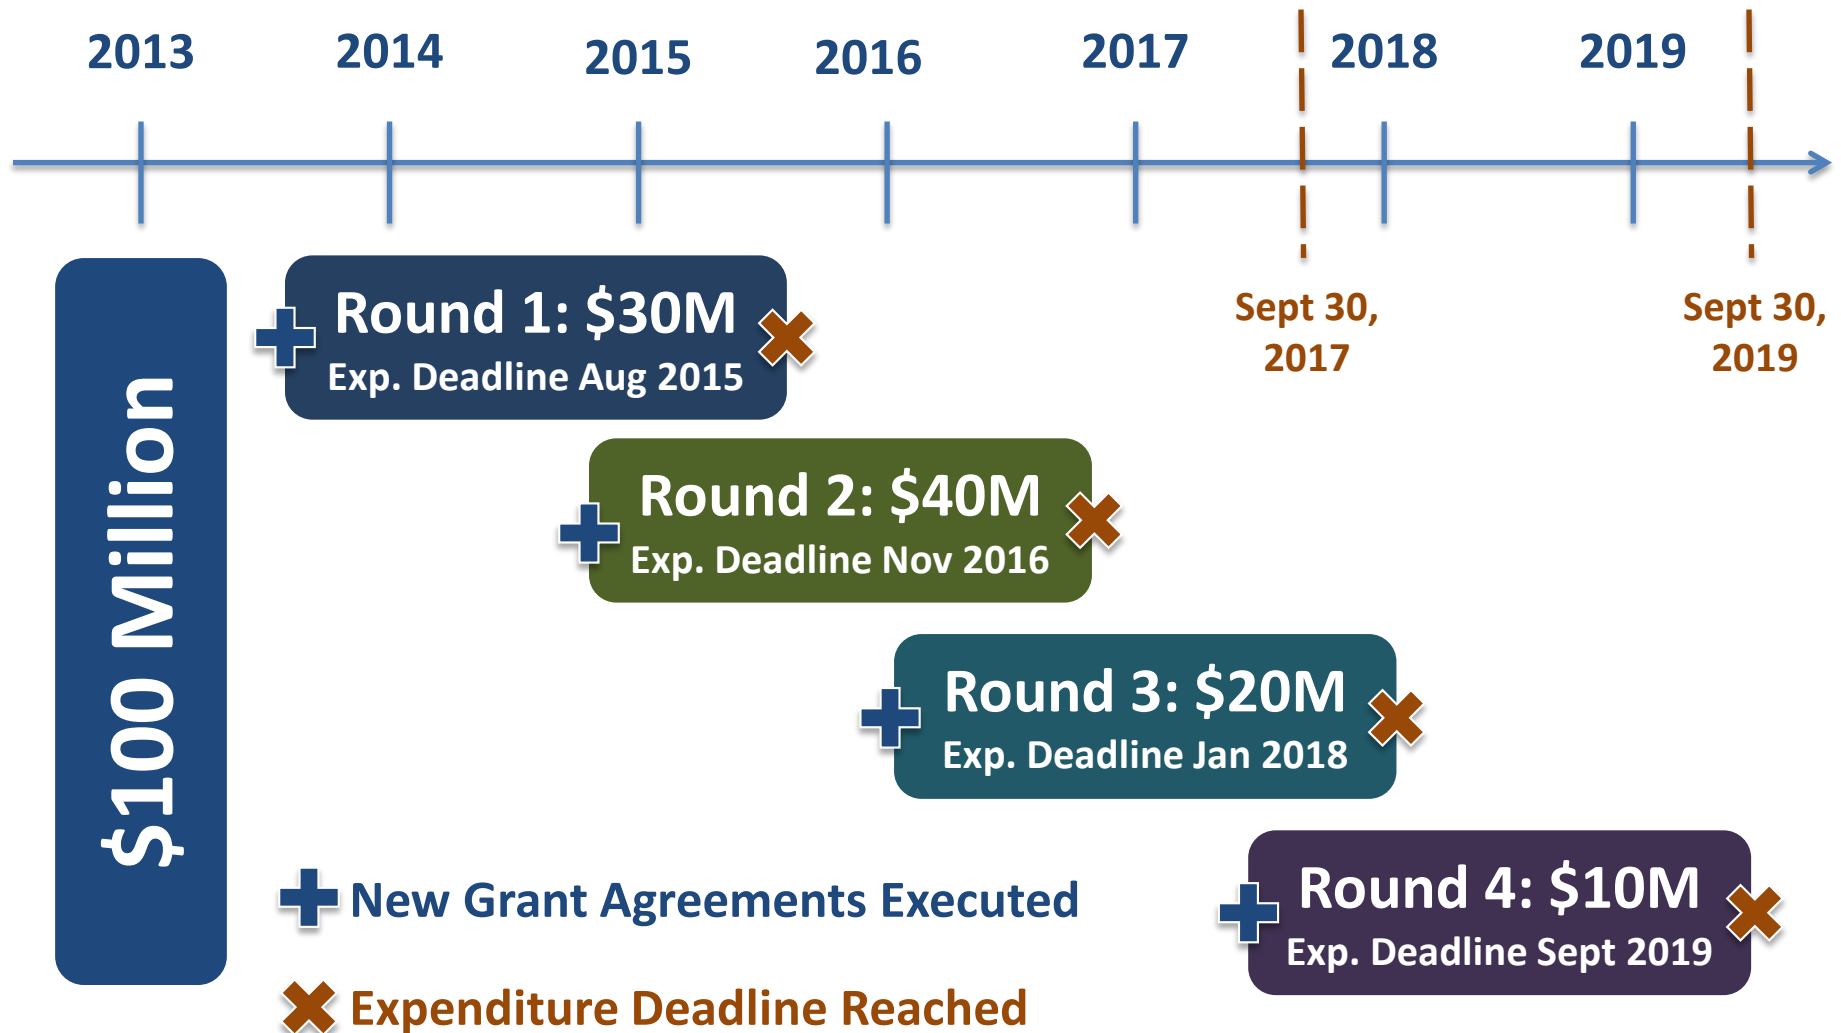 2013
2014
2015
2016
2017
2018
2019
Sept 30,
2017
Sept 30,
2019
$100 Million
Round 1: $30M
Exp. Deadline Aug 2015
Round 2: $40M
Exp. Deadline Nov 2016
Round 3: $20M
Exp. Deadline Jan 2018
Round 4: $10M
Exp. Deadline Sept 2019
New Grant Agreements Executed
Expenditure Deadline Reached